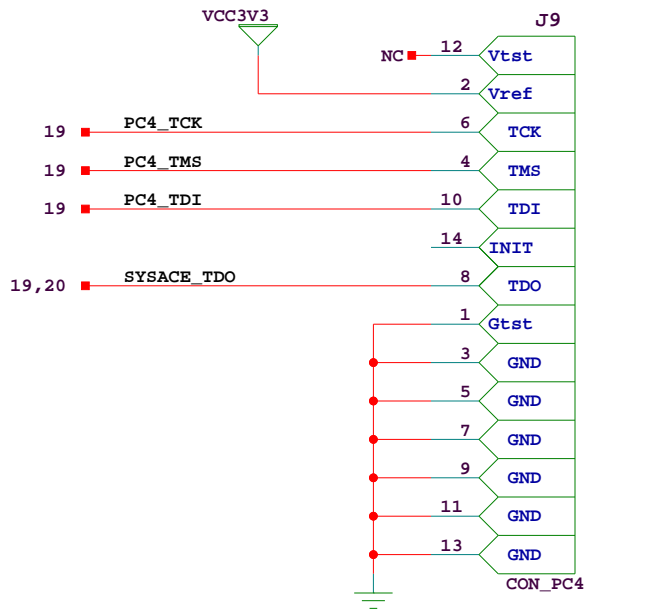 VCC3V3
J9
NC 12 Vtst
2 Vref
19 PC4_TCK 6 TCK
19 PC4_TMS 4 TMS
19 PC4_TDI 10 TDI
14 INIT
19,20 SYSACE_TDO 8 TDO
1 Gtst
3 GND
5 GND
7 GND
9 GND
11 GND
13 GND
CON_PC4